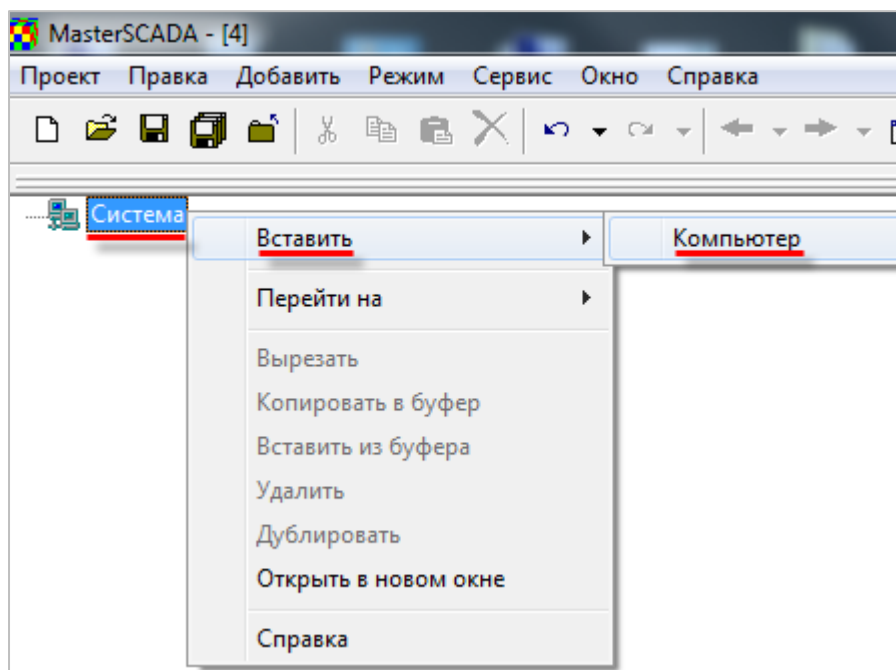 MasterSCADA - [4]
Проект Правка Добавить Режим Сервис Окно Справка
Система
Вставить Компьютер
Перейти на
Вырезать
Копировать в буфер
Вставить из буфера
Удалить
Дублировать
Открыть в новом окне
Справка